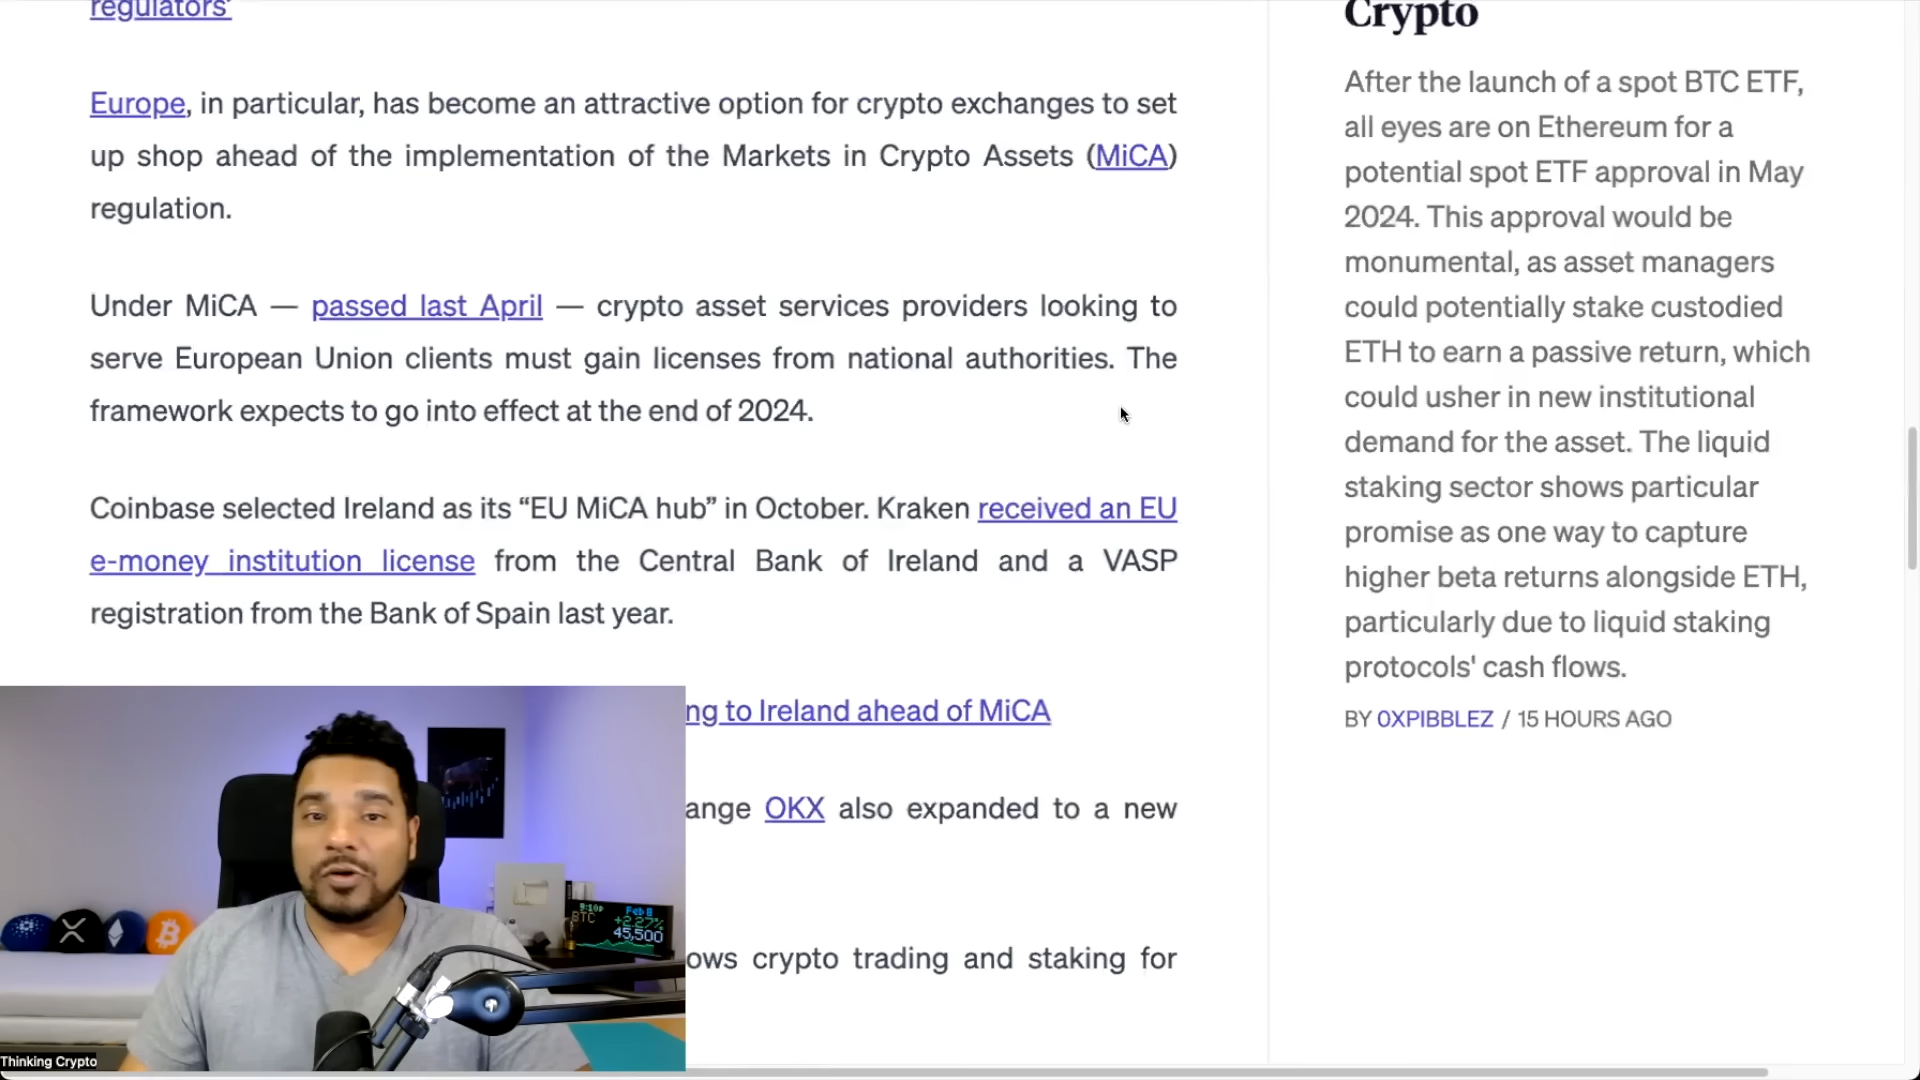 regulators'
Europe, in particular, has become an attractive option for crypto exchanges to set
up shop ahead of the implementation of the Markets in Crypto Assets (MiCA)
regulation.
Under MiCA — passed last April — crypto asset services providers looking to
serve European Union clients must gain licenses from national authorities. The
framework expects to go into effect at the end of 2024.
Coinbase selected Ireland as its “EU MiCA hub” in October. Kraken received an EU
e-money institution license from the Central Bank of Ireland and a VASP
registration from the Bank of Spain last year.
ng to Ireland ahead of MiCA
ange OKX also expanded to a new
ows crypto trading and staking for
Crypto
After the launch of a spot BTC ETF,
all eyes are on Ethereum for a
potential spot ETF approval in May
2024. This approval would be
monumental, as asset managers
could potentially stake custodied
ETH to earn a passive return, which
could usher in new institutional
demand for the asset. The liquid
staking sector shows particular
promise as one way to capture
higher beta returns alongside ETH,
particularly due to liquid staking
protocols' cash flows.
BY 0XPIBBLEZ / 15 HOURS AGO
9:10P Feb 8
BTC +2.27%
45,500
Thinking Crypto